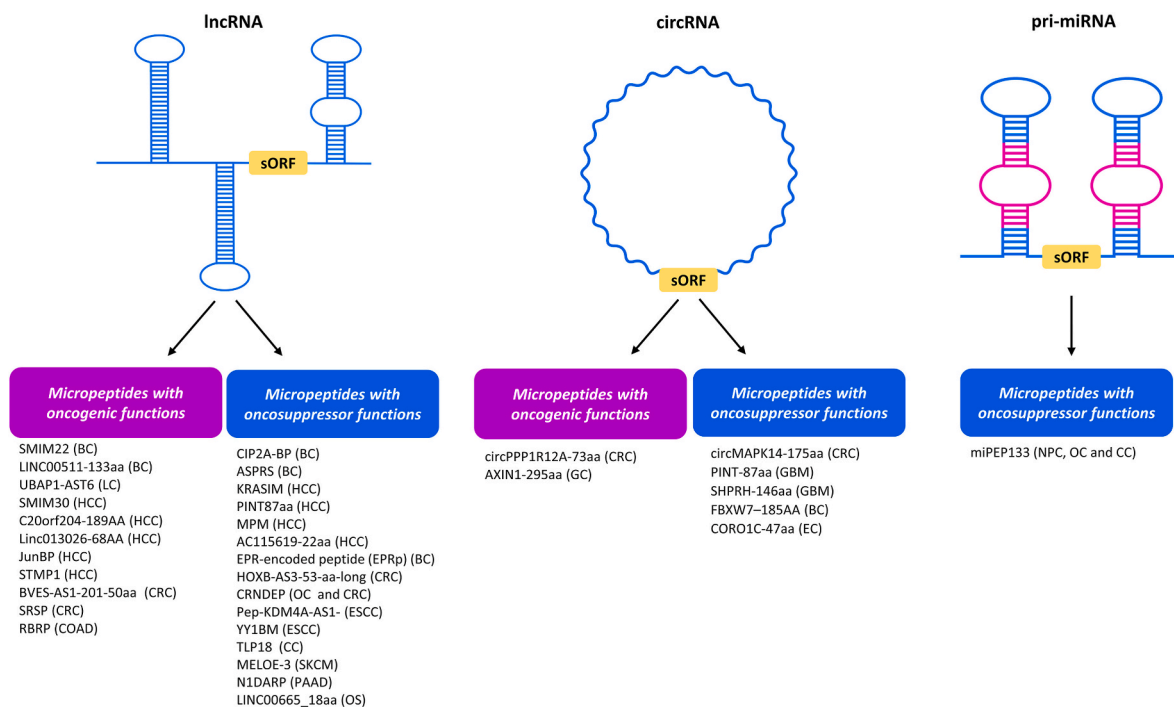 lncRNA
sORF
Micropeptides with
oncogenic functions
SMIM22 (BC)
LINC00511-133aa (BC)
UBAP1-AST6 (LC)
SMIM30 (HCC)
C20orf204-189AA (HCC)
Linc013026-68AA (HCC)
JunBP (HCC)
STMP1 (HCC)
BVES-AS1-201-50aa (CRC)
SRSP (CRC)
RBRP (COAD)
Micropeptides with
oncosuppressor functions
CIP2A-BP (BC)
ASPRS (BC)
KRASIM (HCC)
PINT87aa (HCC)
MPM (HCC)
AC115619-22aa (HCC)
EPR-encoded peptide (EPRp) (BC)
HOXB-AS3-53-aa-long (CRC)
CRNDEP (OC and CRC)
Pep-KDM4A-AS1- (ESCC)
YY1BM (ESCC)
TLP18 (CC)
MELOE-3 (SKCM)
N1DARP (PAAD)
LINC00665_18aa (OS)
circRNA
sORF
Micropeptides with
oncogenic functions
circPPP1R12A-73aa (CRC)
AXIN1-295aa (GC)
Micropeptides with
oncosuppressor functions
circMAPK14-175aa (CRC)
PINT-87aa (GBM)
SHPRH-146aa (GBM)
FBXW7–185AA (BC)
CORO1C-47aa (EC)
pri-miRNA
sORF
Micropeptides with
oncosuppressor functions
miPEP133 (NPC, OC and CC)